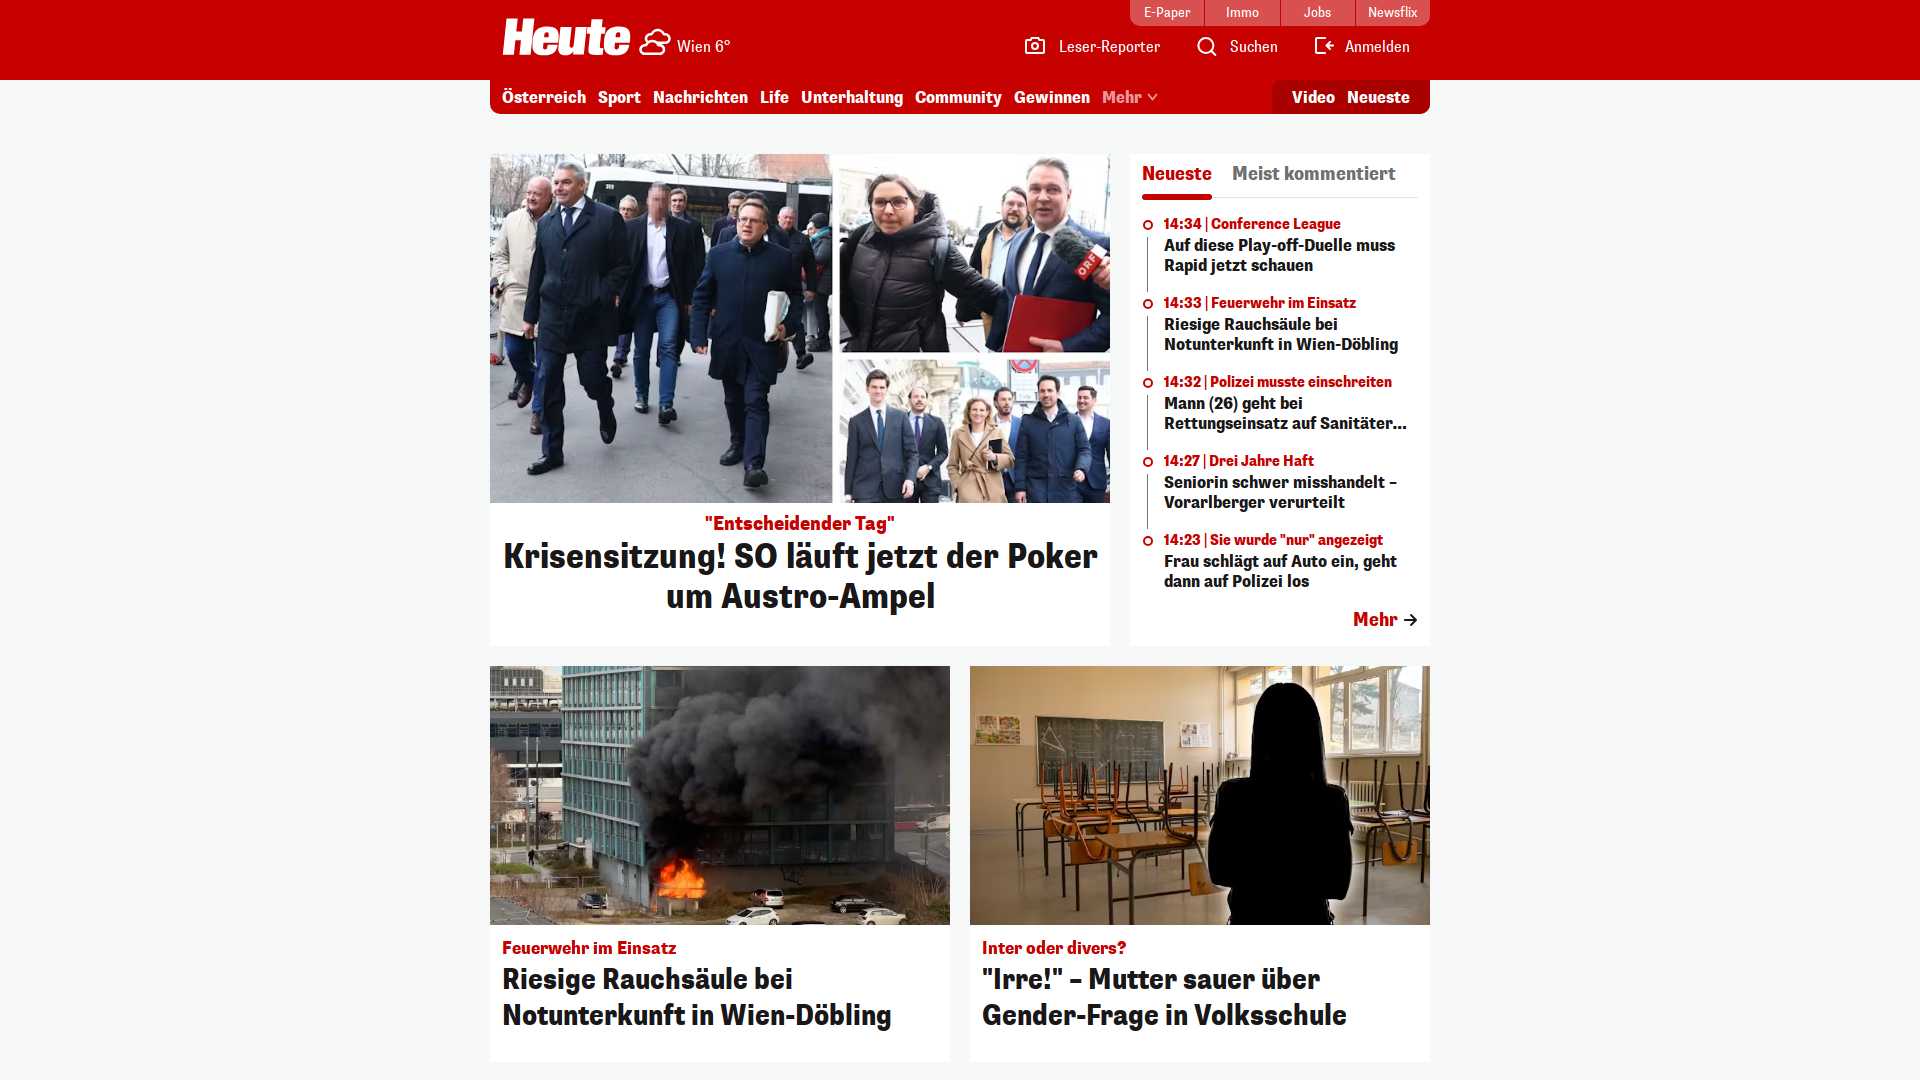 E-Paper
Immo
Jobs
Newsflix
Heute
Wien 6°
Leser-Reporter
Suchen
Anmelden
Österreich
Sport
Nachrichten
Life
Unterhaltung
Community
Gewinnen
Mehr
Video
Neueste
ORF
"Entscheidender Tag"
Krisensitzung! SO läuft jetzt der Poker
um Austro-Ampel
Neueste
Meist kommentiert
14:34 | Conference League
Auf diese Play-off-Duelle muss
Rapid jetzt schauen
14:33 | Feuerwehr im Einsatz
Riesige Rauchsäule bei
Notunterkunft in Wien-Döbling
14:32 | Polizei musste einschreiten
Mann (26) geht bei
Rettungseinsatz auf Sanitäter...
14:27 | Drei Jahre Haft
Seniorin schwer misshandelt –
Vorarlberger verurteilt
14:23 | Sie wurde "nur" angezeigt
Frau schlägt auf Auto ein, geht
dann auf Polizei los
Mehr
Feuerwehr im Einsatz
Riesige Rauchsäule bei
Notunterkunft in Wien-Döbling
Inter oder divers?
"Irre!" – Mutter sauer über
Gender-Frage in Volksschule